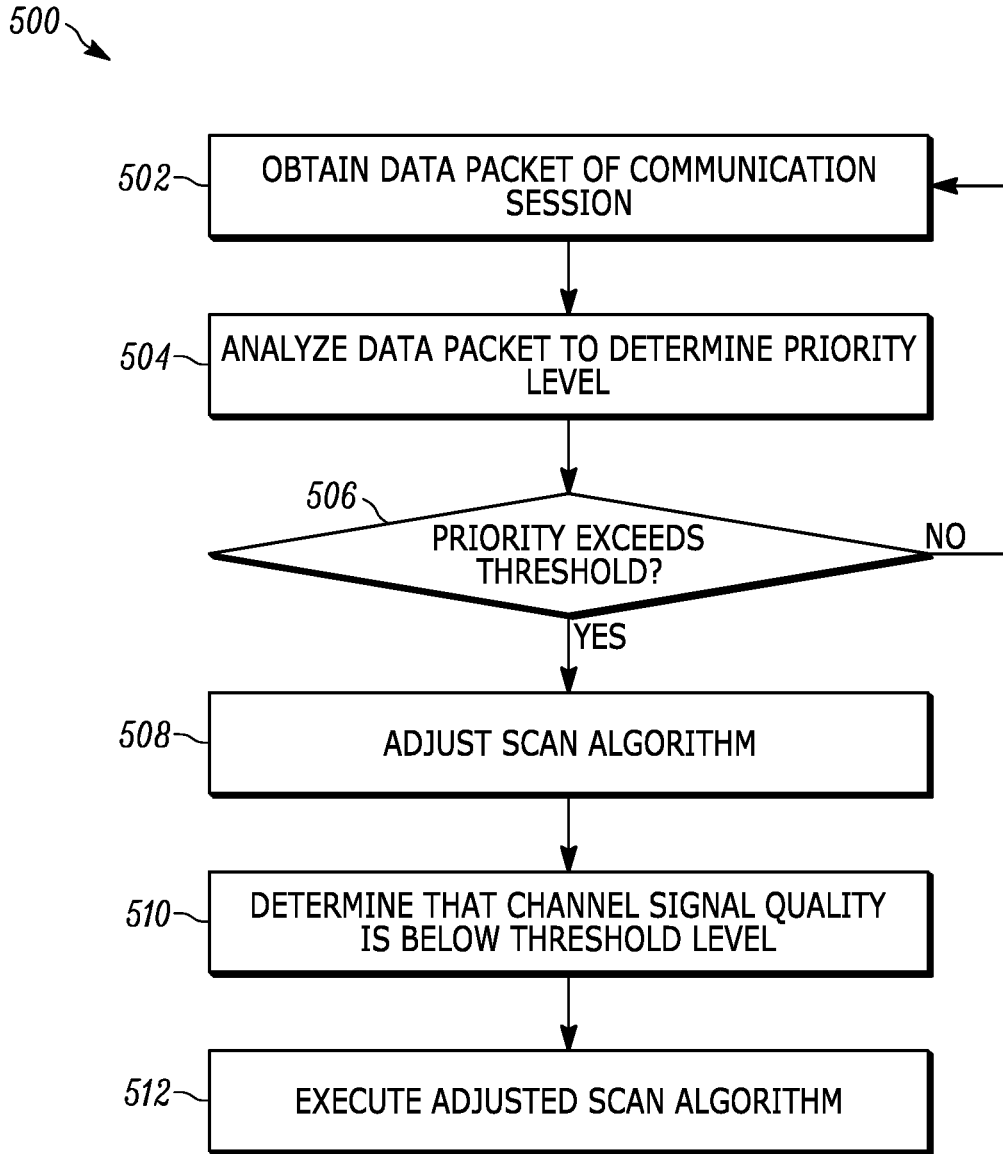 500
502
OBTAIN DATA PACKET OF COMMUNICATION
SESSION
504
ANALYZE DATA PACKET TO DETERMINE PRIORITY
LEVEL
506
PRIORITY EXCEEDS
THRESHOLD?
NO
YES
508
ADJUST SCAN ALGORITHM
510
DETERMINE THAT CHANNEL SIGNAL QUALITY
IS BELOW THRESHOLD LEVEL
512
EXECUTE ADJUSTED SCAN ALGORITHM